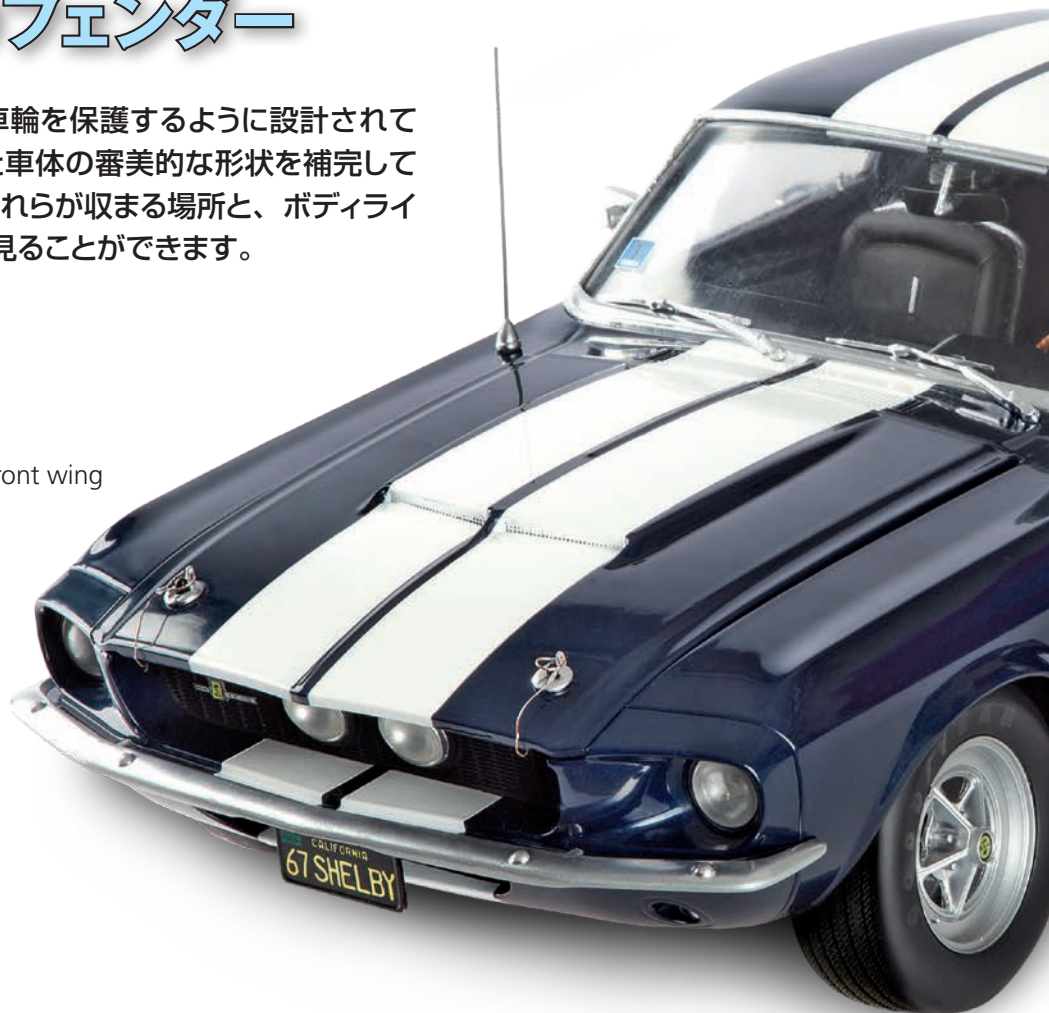 フェンダー
車輪を保護するように設計されて
車体の審美的な形状を補完して
れらが収まる場所と、ボディライ
見ることができます。
ront wing
CALIFORNIA
67 SHELBY